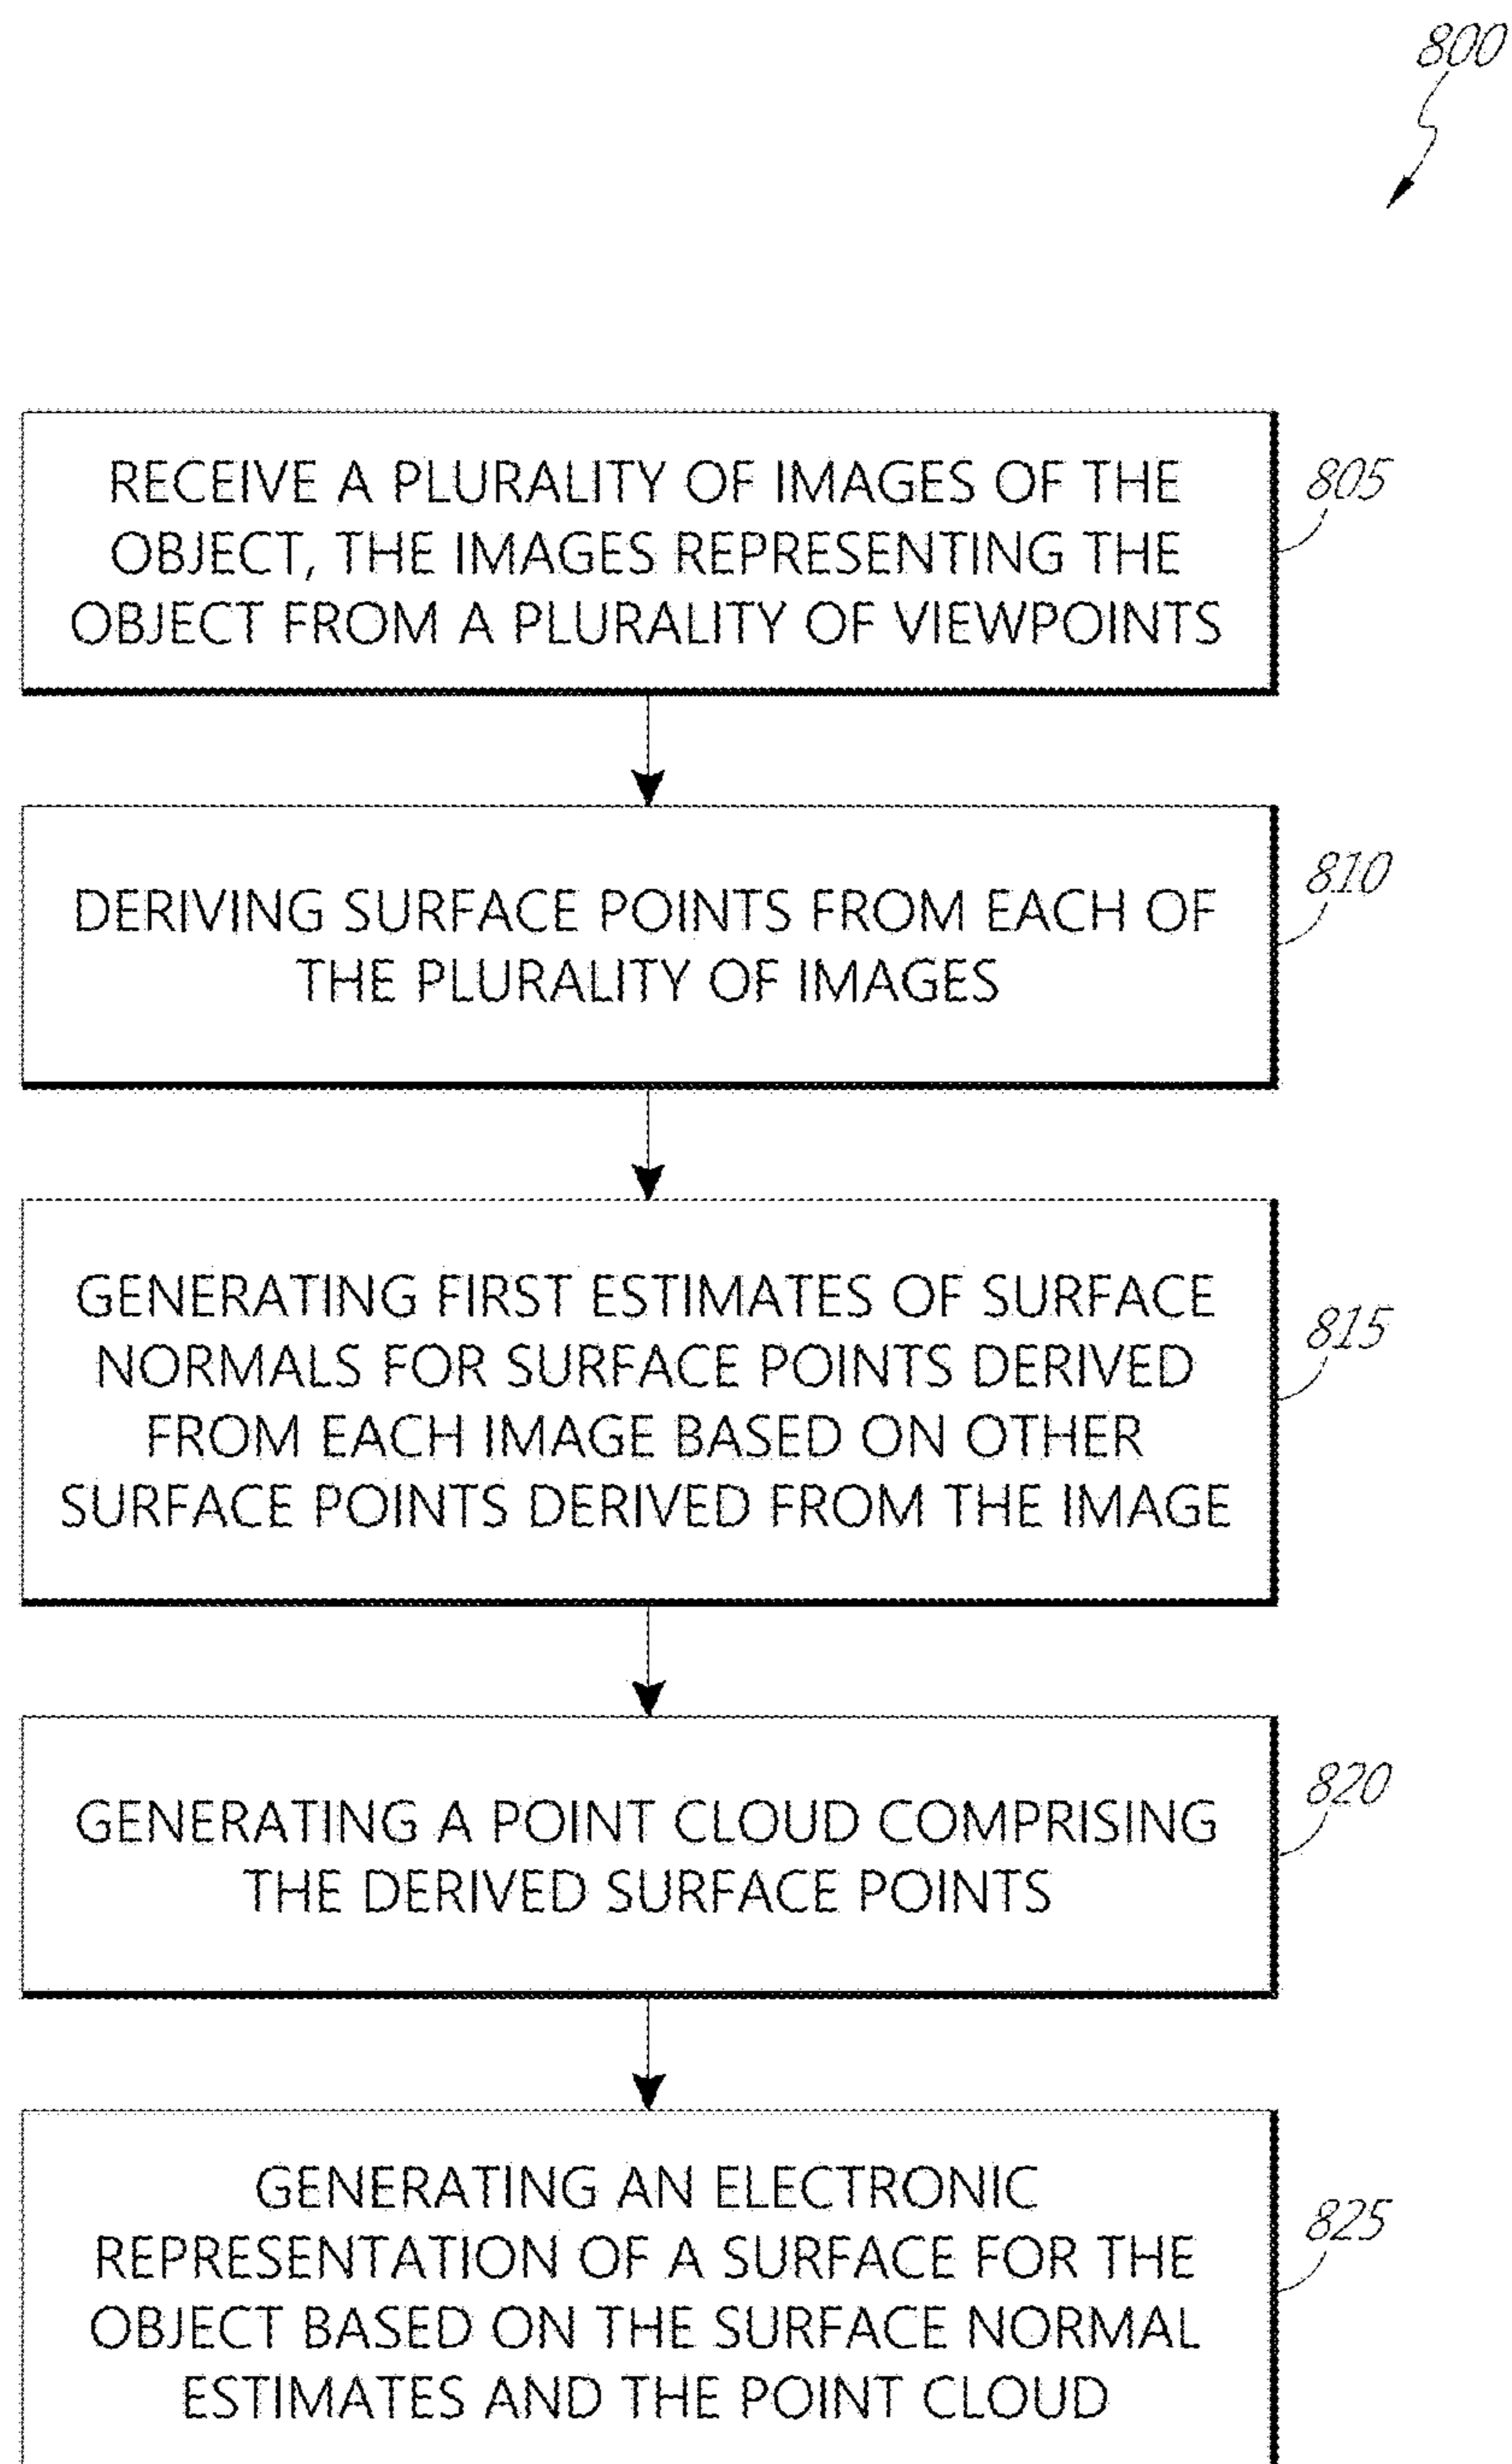 800
RECEIVE A PLURALITY OF IMAGES OF THE
OBJECT, THE IMAGES REPRESENTING THE
OBJECT FROM A PLURALITY OF VIEWPOINTS
805
DERIVING SURFACE POINTS FROM EACH OF
THE PLURALITY OF IMAGES
810
GENERATING FIRST ESTIMATES OF SURFACE
NORMALS FOR SURFACE POINTS DERIVED
FROM EACH IMAGE BASED ON OTHER
SURFACE POINTS DERIVED FROM THE IMAGE
815
GENERATING A POINT CLOUD COMPRISING
THE DERIVED SURFACE POINTS
820
GENERATING AN ELECTRONIC
REPRESENTATION OF A SURFACE FOR THE
OBJECT BASED ON THE SURFACE NORMAL
ESTIMATES AND THE POINT CLOUD
825